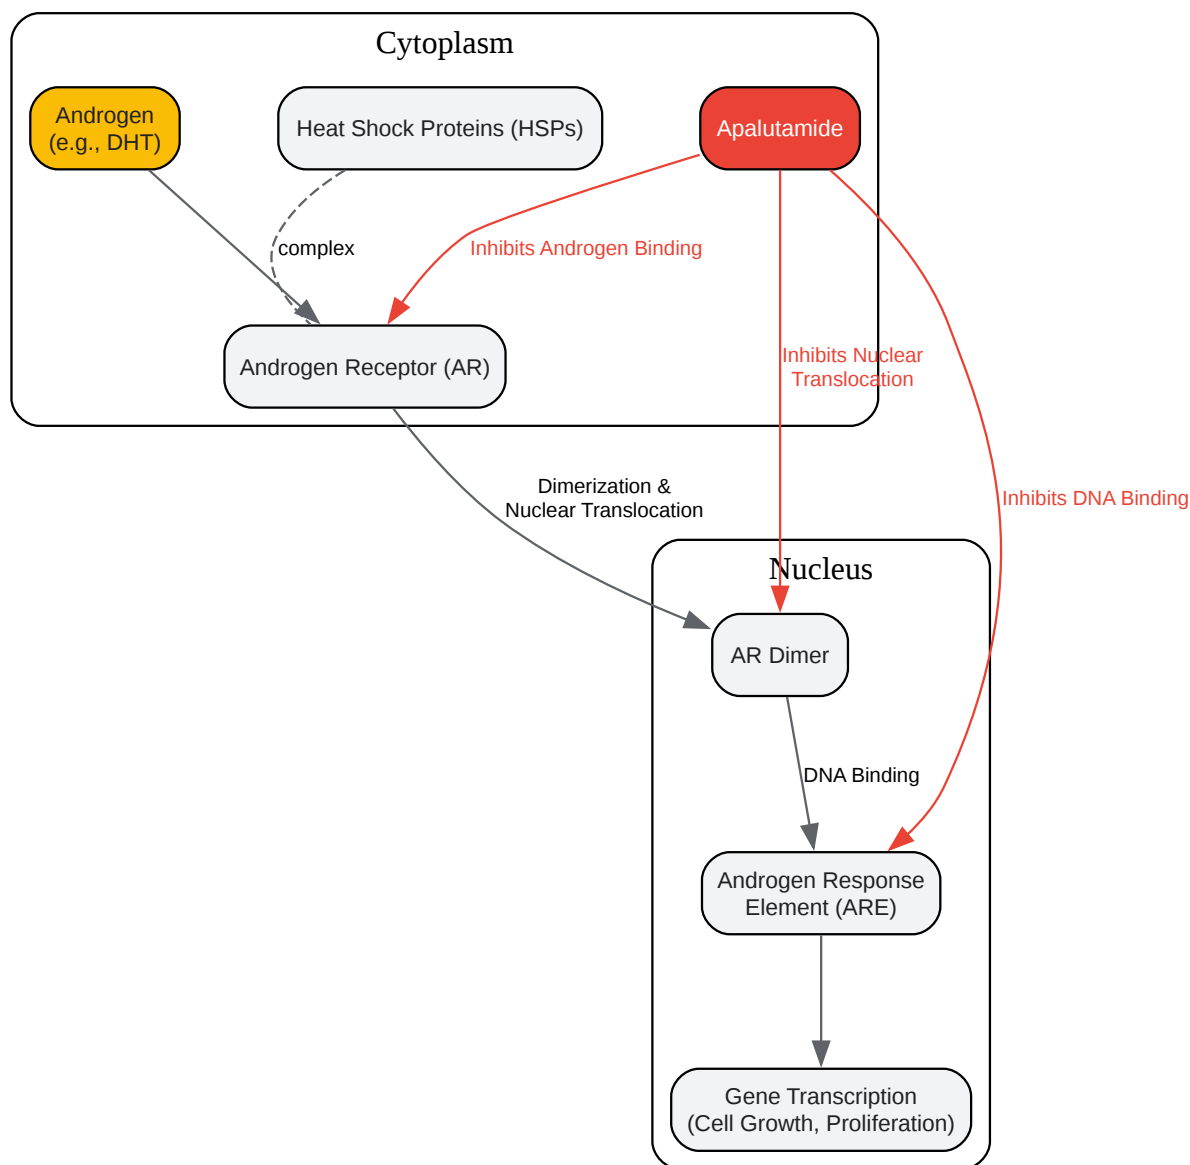 Cytoplasm
Androgen
(e.g., DHT)
Heat Shock Proteins (HSPs)
Apalutamide
complex
Inhibits Androgen Binding
Inhibits Nuclear
Translocation
Androgen Receptor (AR)
Dimerization &
Nuclear Translocation
Inhibits DNA Binding
Nucleus
AR Dimer
DNA Binding
Androgen Response
Element (ARE)
Gene Transcription
(Cell Growth, Proliferation)